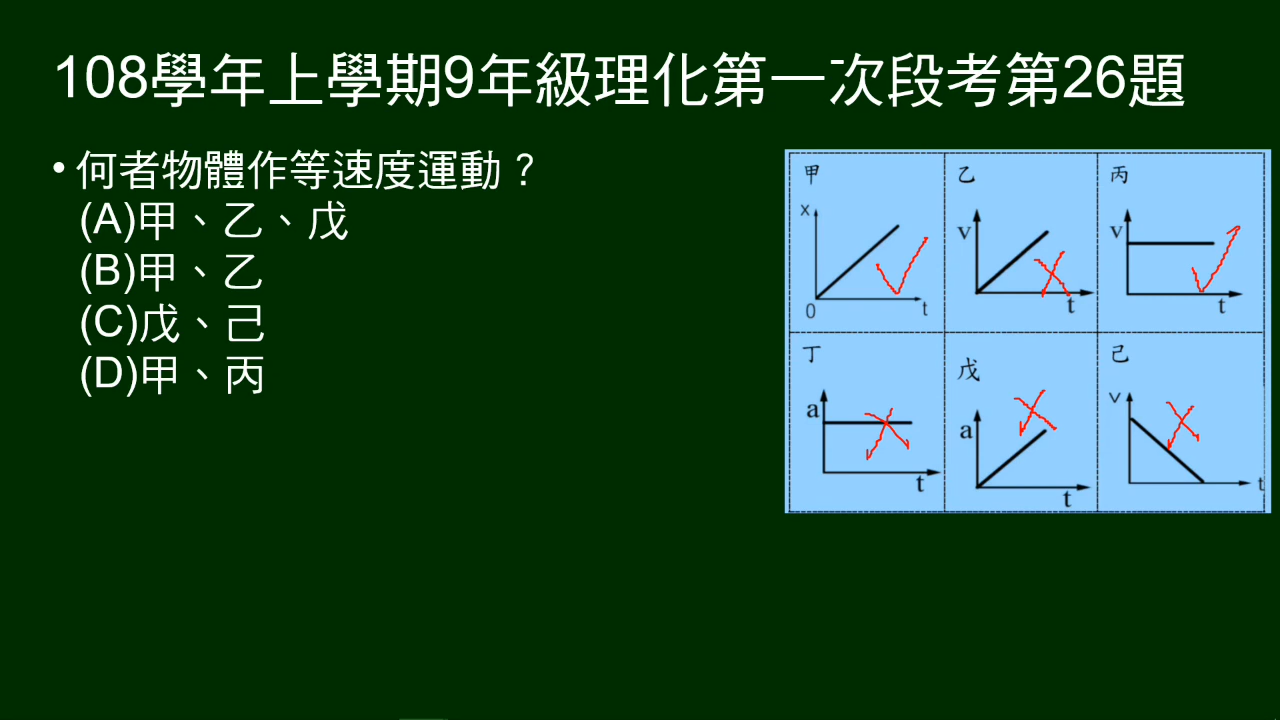 108學年上學期9年級理化第一次段考第26題
• 何者物體作等速度運動？
(A)甲、乙、戊
(B)甲、乙
(C)戊、己
(D)甲、丙
甲
x
0
t
乙
v
t
丙
v
t
丁
a
t
戊
a
t
己
v
t